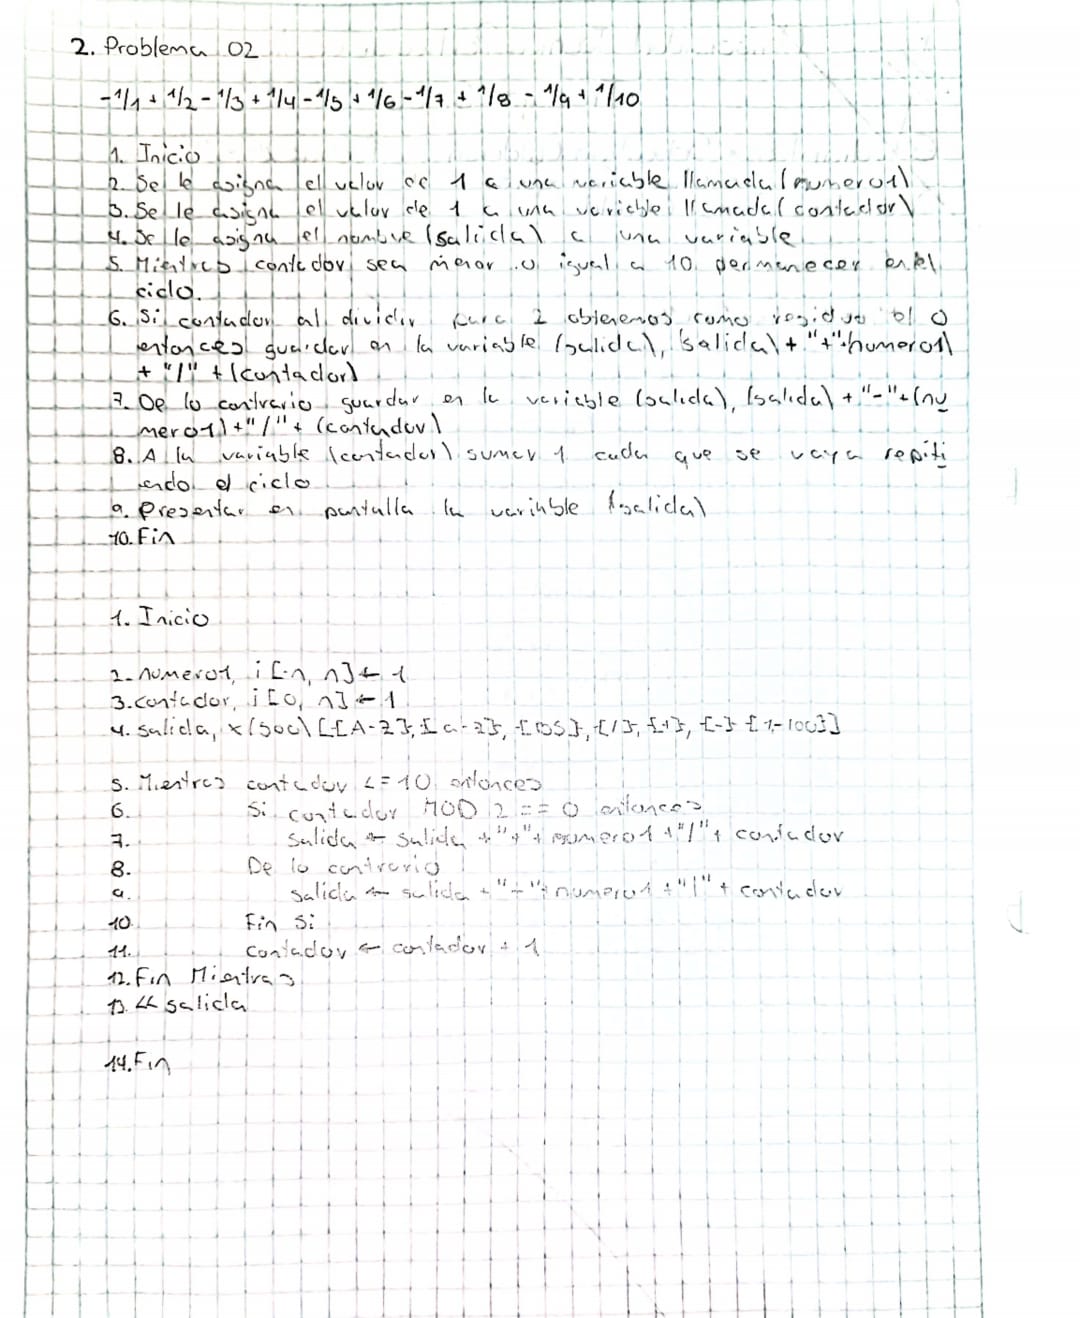 2. Problema 02
-1/1 + 1/2 - 1/3 + 1/4 - 1/5 + 1/6 - 1/7 + 1/8 - 1/9 + 1/10
1. Inicio
2. Se le asigna el valor de 1 a una variable llamada (numero1)
3. Se le asigna el valor de 1 a una variable llamada (contador)
4. Se le asigna el nombre (salida) a una variable
5. Mientras contador sea menor o igual a 10 permanecer en el
ciclo.
6. Si contador al dividir para 2 obtenemos como residuo el 0
entonces guardar en la variable (salida), salida) + "+" + numero1)
+ "/" + (contador)
7. De lo contrario guardar en la variable (salida), (salida) + "-" + (nu
mero1) + "/" + (contador)
8. A la variable (contador) sumar 1 cada que se vaya repiti
endo el ciclo
9. Presentar en pantalla la variable (salida)
10. Fin
1. Inicio
2. numero1, i [-n, n] ← 1
3. contador, i [0, n] ← 1
4. salida, x(500) [{A-Z}, {a-z}, {}, {/}, {+}, {-} {1-100}]
5. Mientras contador <= 10 entonces
6. Si contador MOD 2 == 0 entonces
7. salida ← salida + "+" + numero1 + "/" + contador
8. De lo contrario
9. salida ← salida + "-" + numero1 + "/" + contador
10. Fin Si
11. Contador ← contador + 1
12. Fin Mientras
13. << salida
14. Fin